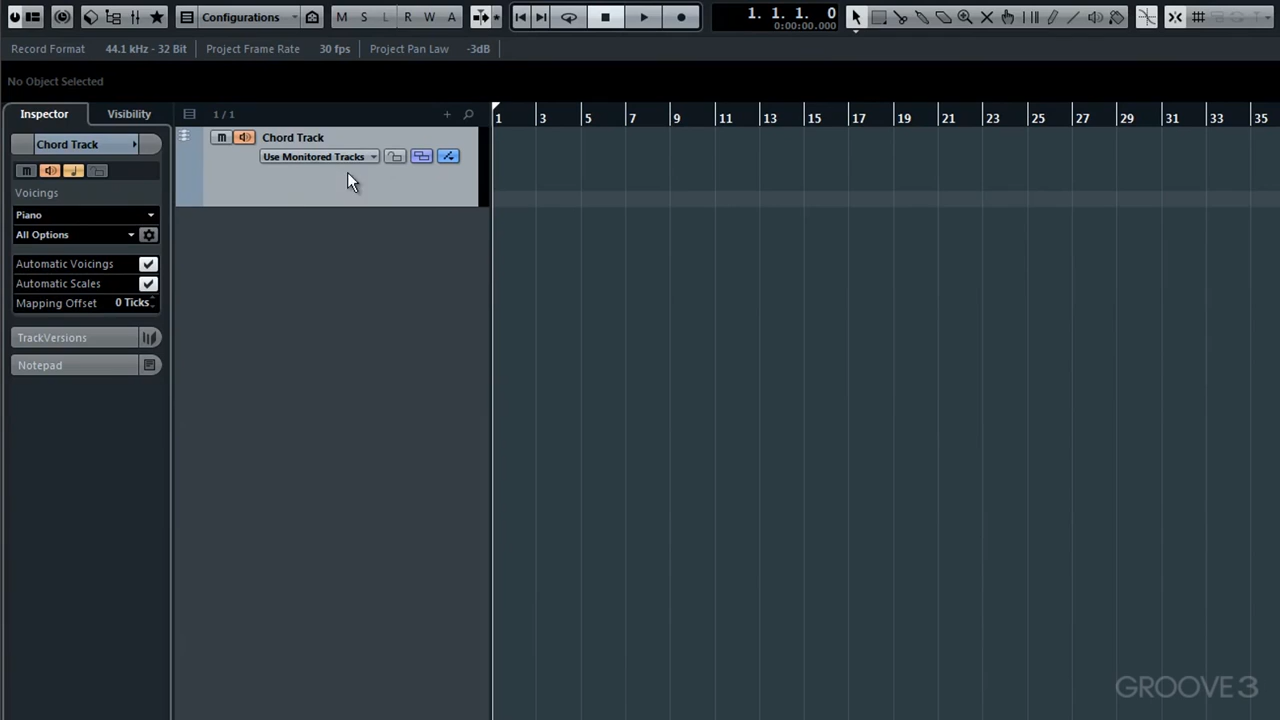 Configurations M S L R W A 1. 1. 1. 0
0:00:00.000
Record Format 44.1 kHz - 32 Bit Project Frame Rate 30 fps Project Pan Law -3dB
No Object Selected
Inspector Visibility 1 / 1 + 1 3 5 7 9 11 13 15 17 19 21 23 25 27 29 31 33 35
Chord Track m Chord Track
Use Monitored Tracks
m
Voicings
Piano
All Options
Automatic Voicings
Automatic Scales
Mapping Offset 0 Ticks
TrackVersions
Notepad
GROOVE3